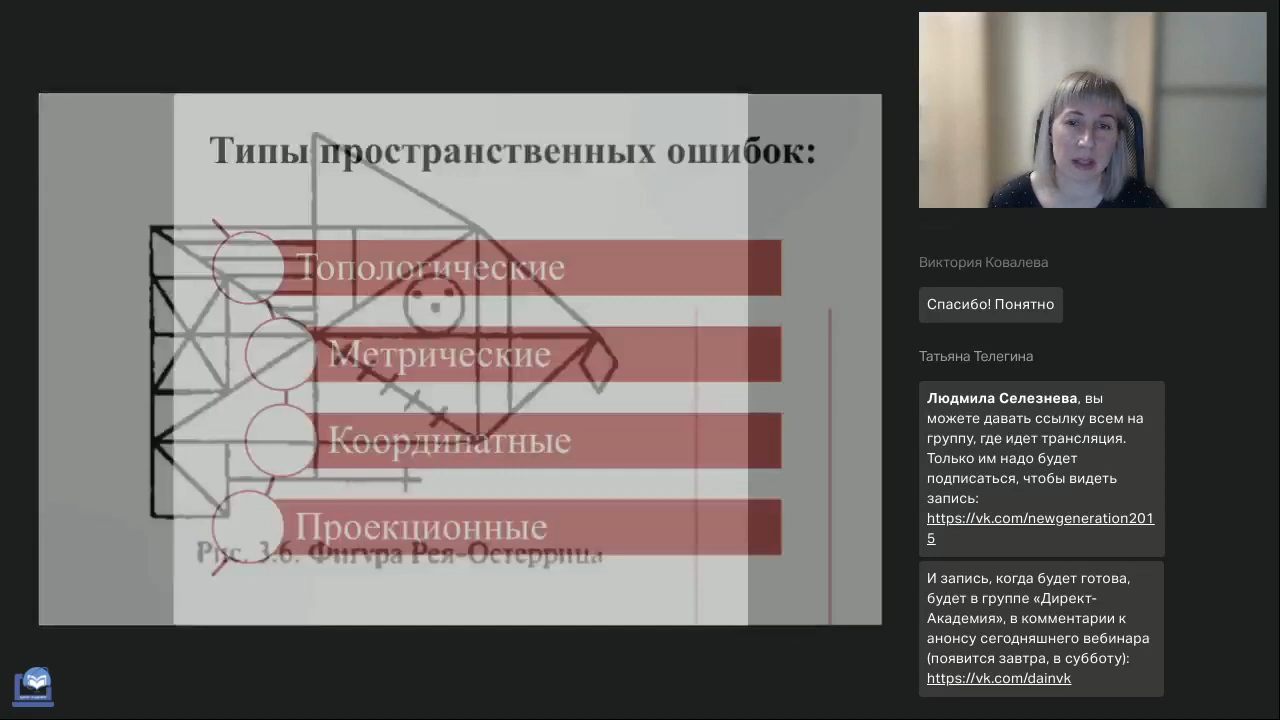 Типы пространственных ошибок:
Топологические
Метрические
Координатные
Проекционные
Рис. 3.6. Фигура Рея-Остеррица
Виктория Ковалева
Спасибо! Понятно
Татьяна Телегина
Людмила Селезнева, вы
можете давать ссылку всем на
группу, где идет трансляция.
Только им надо будет
подписаться, чтобы видеть
запись:
https://vk.com/newgeneration201
5
И запись, когда будет готова,
будет в группе «Директ-
Академия», в комментарии к
анонсу сегодняшнего вебинара
(появится завтра, в субботу):
https://vk.com/dainvk